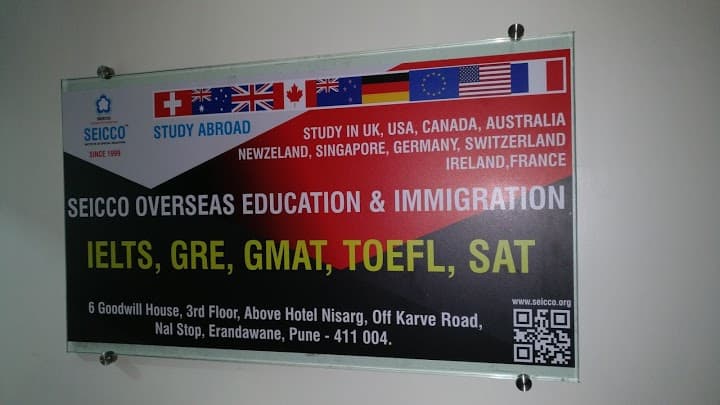 SEICCO
SINCE 1999
STUDY ABROAD
STUDY IN UK, USA, CANADA, AUSTRALIA
NEWZELAND, SINGAPORE, GERMANY, SWITZERLAND
IRELAND,FRANCE
SEICCO OVERSEAS EDUCATION & IMMIGRATION
IELTS, GRE, GMAT, TOEFL, SAT
www.seicco.org
6 Goodwill House, 3rd Floor, Above Hotel Nisarg, Off Karve Road,
Nal Stop, Erandawane, Pune - 411 004.